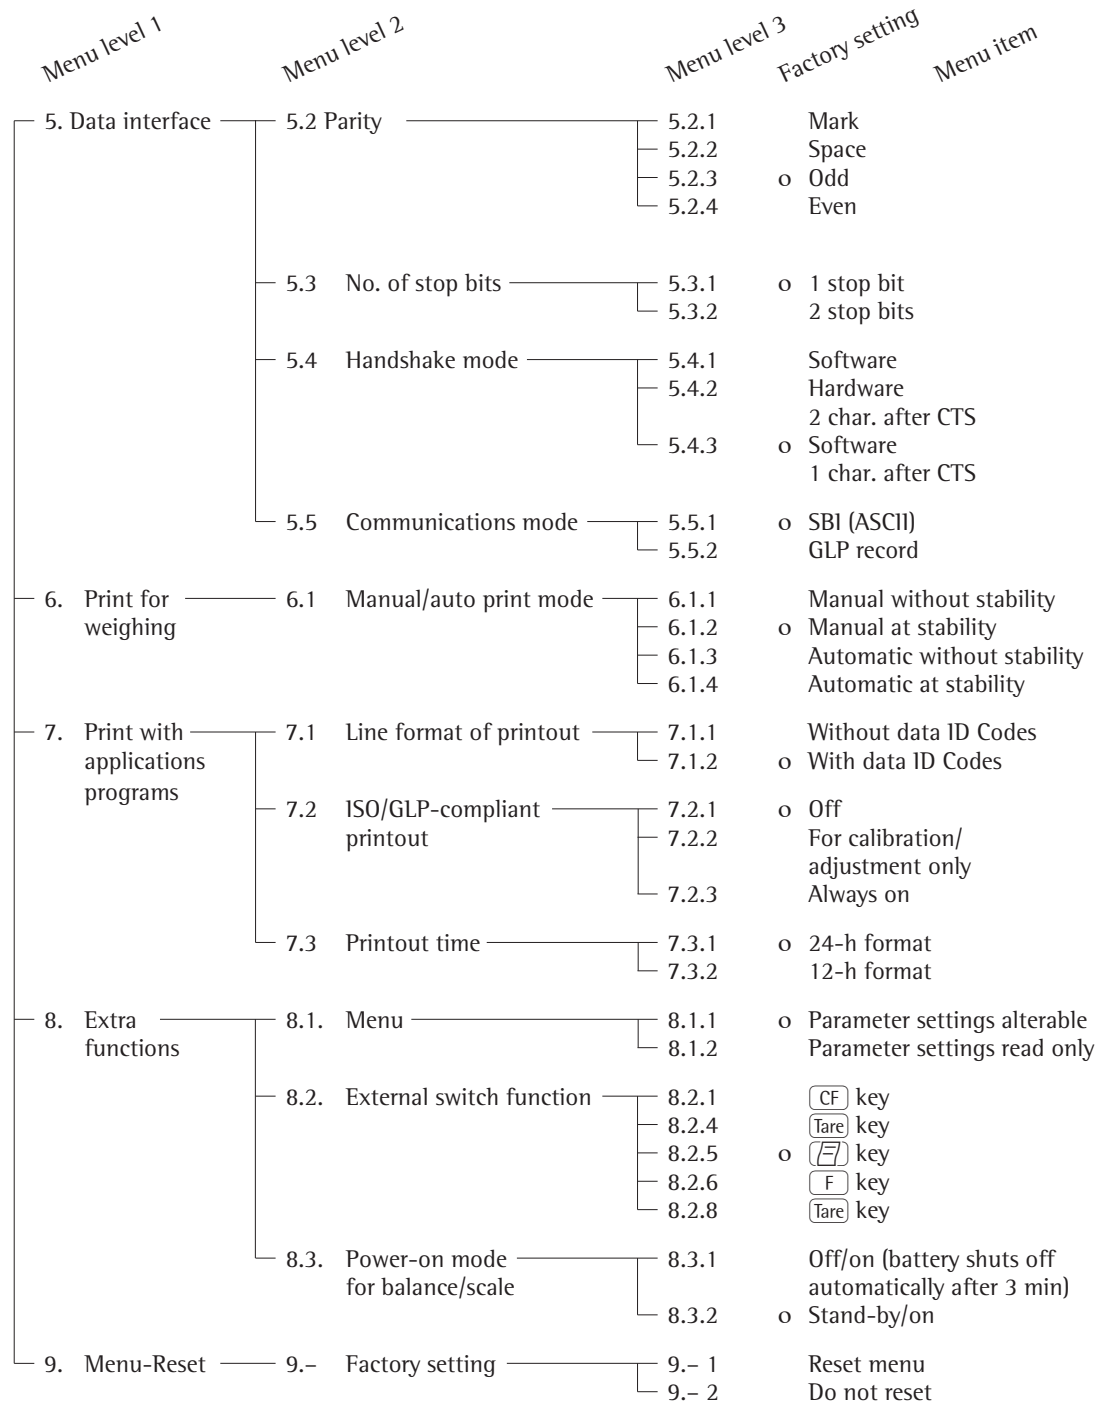 Menu level 1 Menu level 2 Menu level 3 Factory setting Menu item
5. Data interface 5.2 Parity 5.2.1 Mark
5.2.2 Space
5.2.3 o Odd
5.2.4 Even
5.3 No. of stop bits 5.3.1 o 1 stop bit
5.3.2 2 stop bits
5.4 Handshake mode 5.4.1 Software
5.4.2 Hardware
2 char. after CTS
5.4.3 o Software
1 char. after CTS
5.5 Communications mode 5.5.1 o SBI (ASCII)
5.5.2 GLP record
6. Print for 6.1 Manual/auto print mode 6.1.1 Manual without stability
weighing 6.1.2 o Manual at stability
6.1.3 Automatic without stability
6.1.4 Automatic at stability
7. Print with 7.1 Line format of printout 7.1.1 Without data ID Codes
applications 7.1.2 o With data ID Codes
programs
7.2 ISO/GLP-compliant 7.2.1 o Off
printout 7.2.2 For calibration/
adjustment only
7.2.3 Always on
7.3 Printout time 7.3.1 o 24-h format
7.3.2 12-h format
8. Extra 8.1. Menu 8.1.1 o Parameter settings alterable
functions 8.1.2 Parameter settings read only
8.2. External switch function 8.2.1 CF key
8.2.4 Tare key
8.2.5 o key
8.2.6 F key
8.2.8 Tare key
8.3. Power-on mode 8.3.1 Off/on (battery shuts off
for balance/scale automatically after 3 min)
8.3.2 o Stand-by/on
9. Menu-Reset 9.– Factory setting 9.– 1 Reset menu
9.– 2 Do not reset